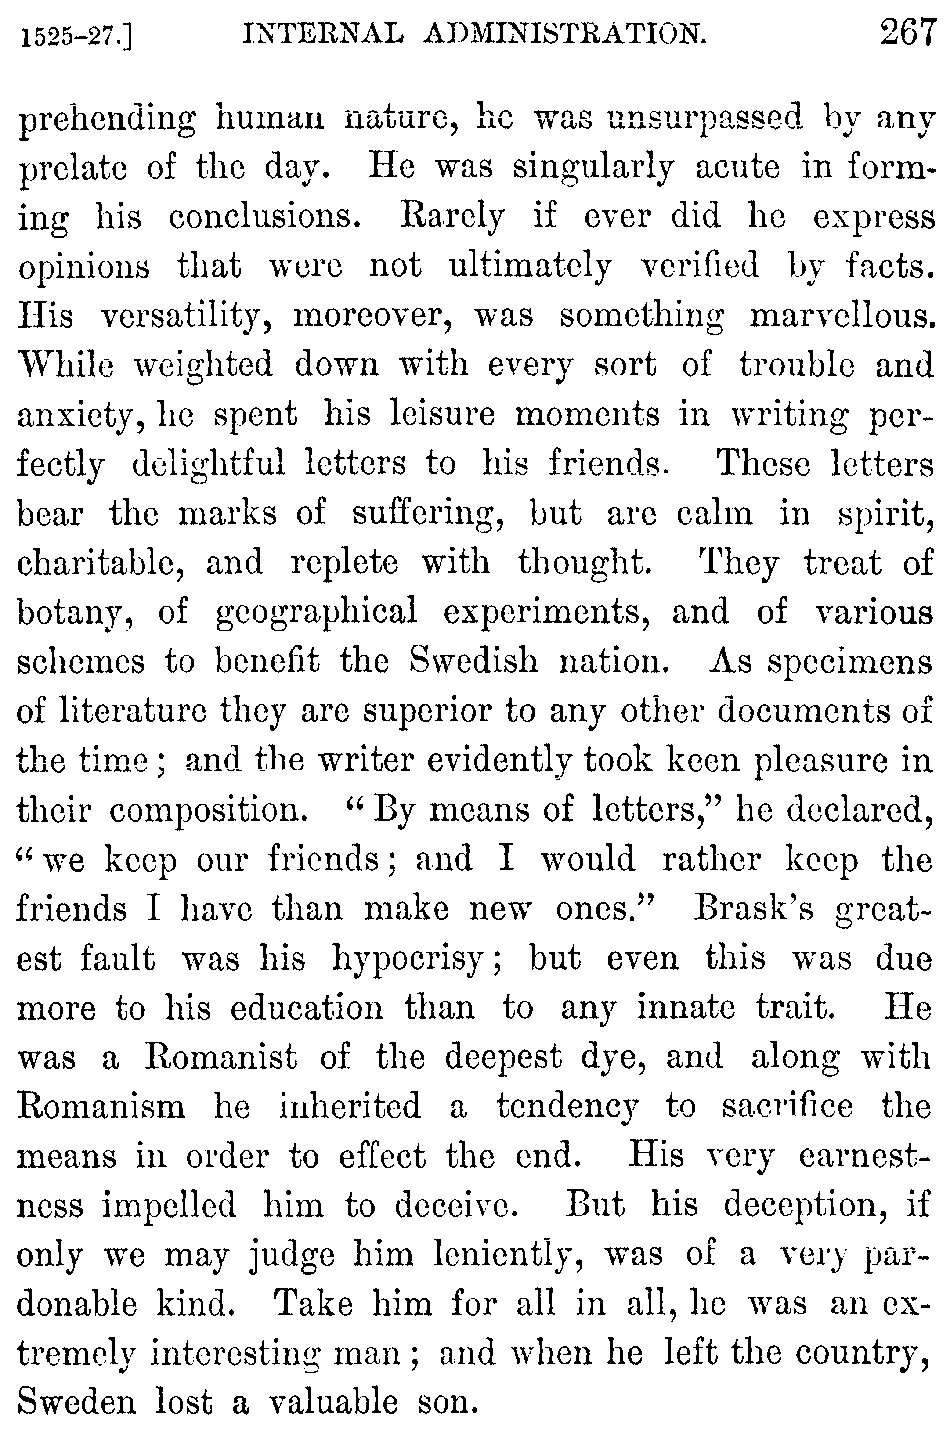 1525-27.] INTERNAL ADMINISTRATION. 267
prehending human nature, he was unsurpassed by any
prelate of the day. He was singularly acute in form-
ing his conclusions. Rarely if ever did he express
opinions that were not ultimately verified by facts.
His versatility, moreover, was something marvellous.
While weighted down with every sort of trouble and
anxiety, he spent his leisure moments in writing per-
fectly delightful letters to his friends. These letters
bear the marks of suffering, but are calm in spirit,
charitable, and replete with thought. They treat of
botany, of geographical experiments, and of various
schemes to benefit the Swedish nation. As specimens
of literature they are superior to any other documents of
the time; and the writer evidently took keen pleasure in
their composition. “By means of letters,” he declared,
“we keep our friends; and I would rather keep the
friends I have than make new ones.” Brask’s great-
est fault was his hypocrisy; but even this was due
more to his education than to any innate trait. He
was a Romanist of the deepest dye, and along with
Romanism he inherited a tendency to sacrifice the
means in order to effect the end. His very earnest-
ness impelled him to deceive. But his deception, if
only we may judge him leniently, was of a very par-
donable kind. Take him for all in all, he was an ex-
tremely interesting man; and when he left the country,
Sweden lost a valuable son.